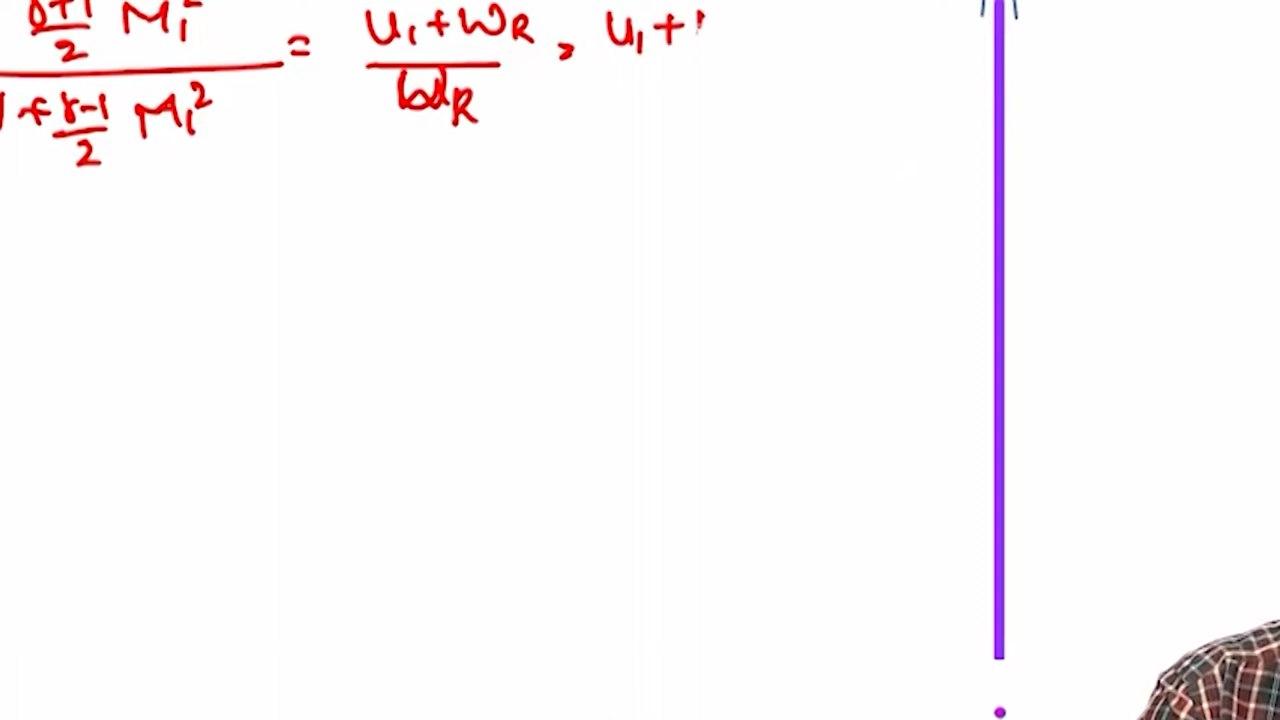 γ+1/2 M₁² / 1 + γ-1/2 M₁² = u₁ + W_R / W_R , u₁ +